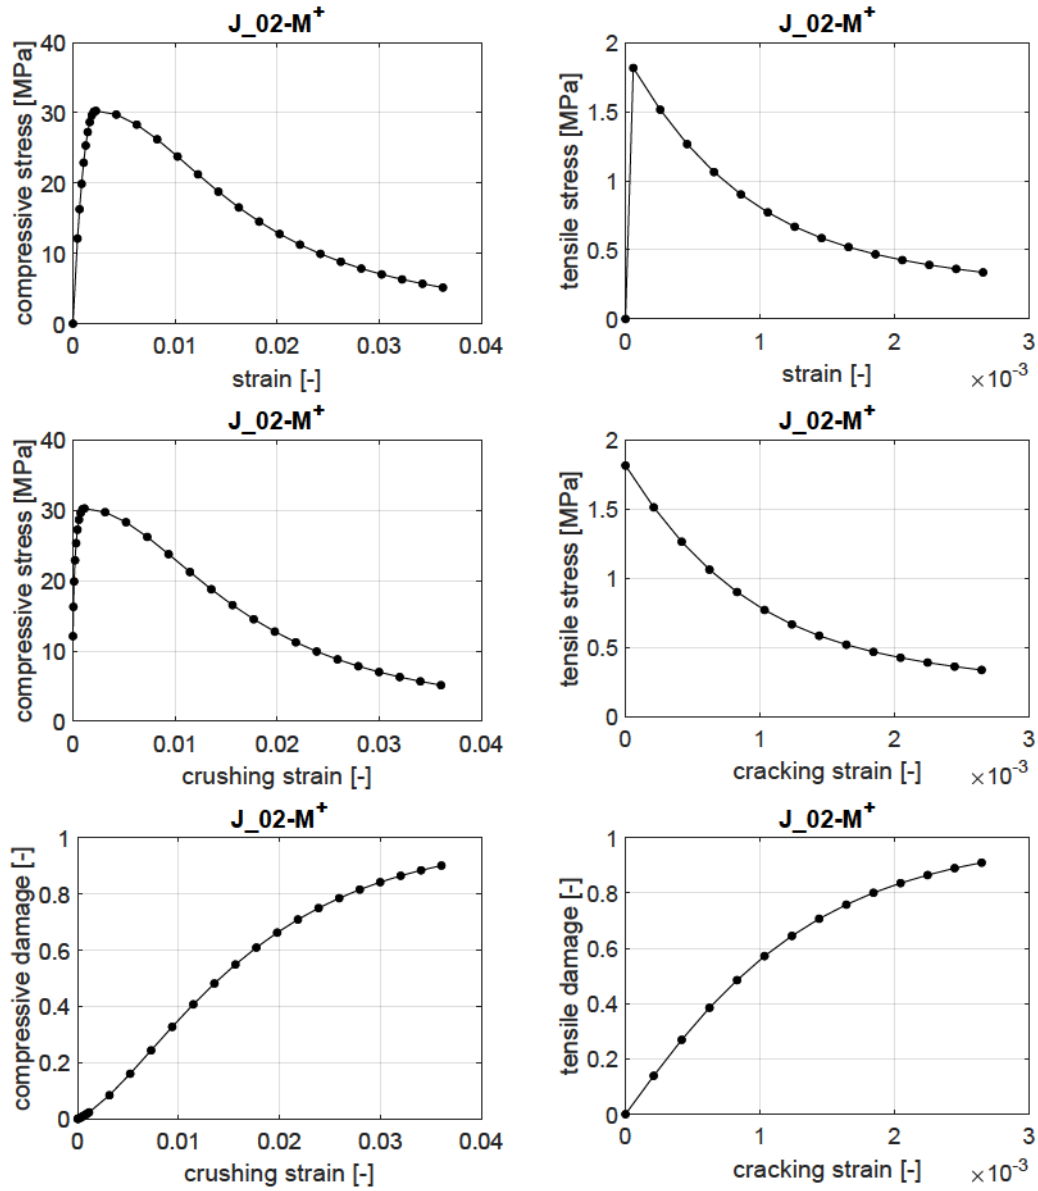 J_02-M+
compressive stress [MPa]
40
30
20
10
0
0 0.01 0.02 0.03 0.04
strain [-]
J_02-M+
tensile stress [MPa]
2
1.5
1
0.5
0
0 1 2 3
strain [-] ×10-3
J_02-M+
compressive stress [MPa]
40
30
20
10
0
0 0.01 0.02 0.03 0.04
crushing strain [-]
J_02-M+
tensile stress [MPa]
2
1.5
1
0.5
0
0 1 2 3
cracking strain [-] ×10-3
J_02-M+
compressive damage [-]
1
0.8
0.6
0.4
0.2
0
0 0.01 0.02 0.03 0.04
crushing strain [-]
J_02-M+
tensile damage [-]
1
0.8
0.6
0.4
0.2
0
0 1 2 3
cracking strain [-] ×10-3